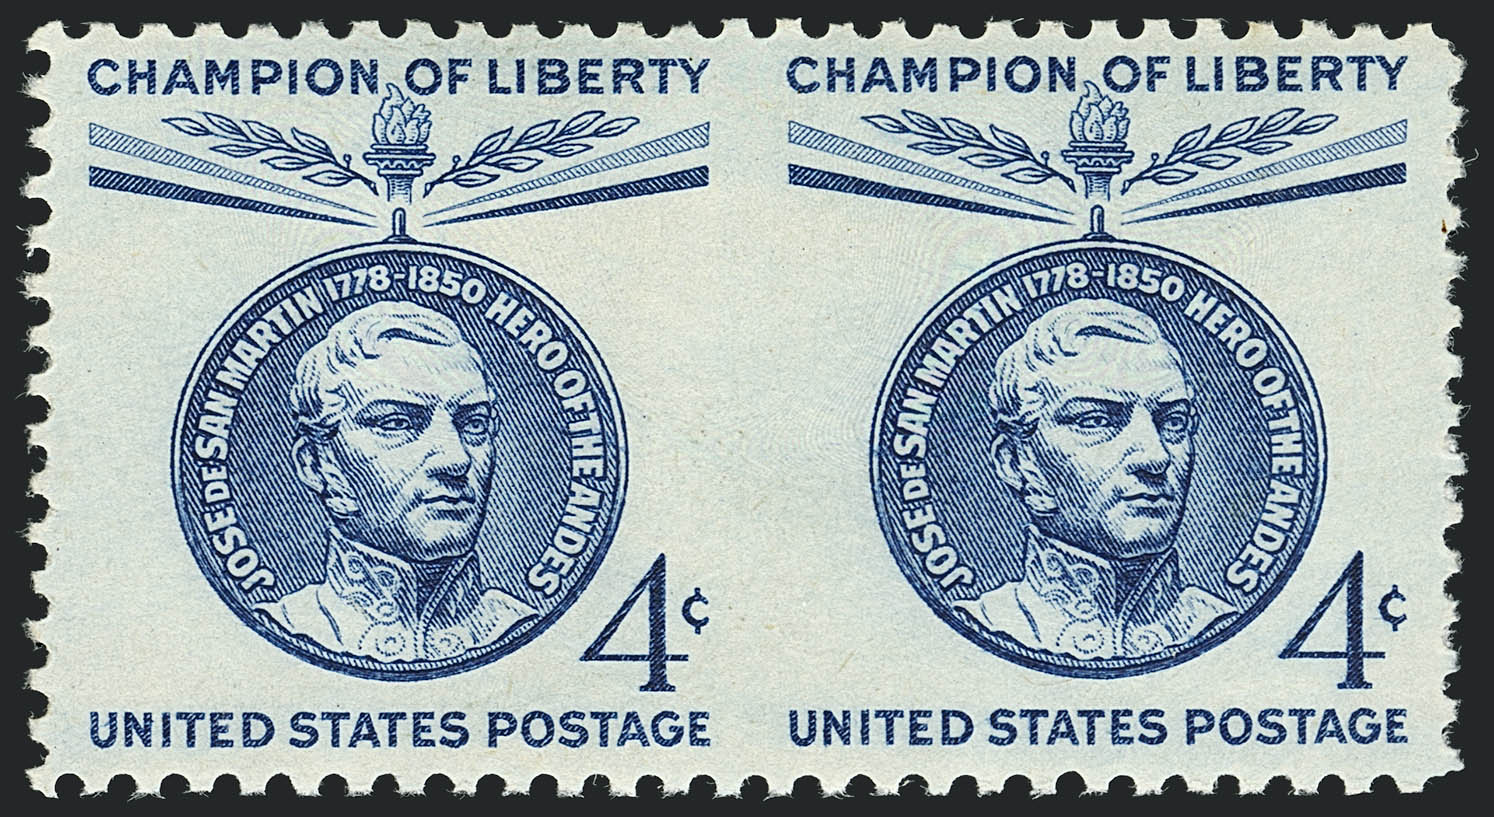 CHAMPION OF LIBERTY
JOSE DE SAN MARTIN 1778-1850 HERO OF THE ANDES
4¢
UNITED STATES POSTAGE
CHAMPION OF LIBERTY
JOSE DE SAN MARTIN 1778-1850 HERO OF THE ANDES
4¢
UNITED STATES POSTAGE